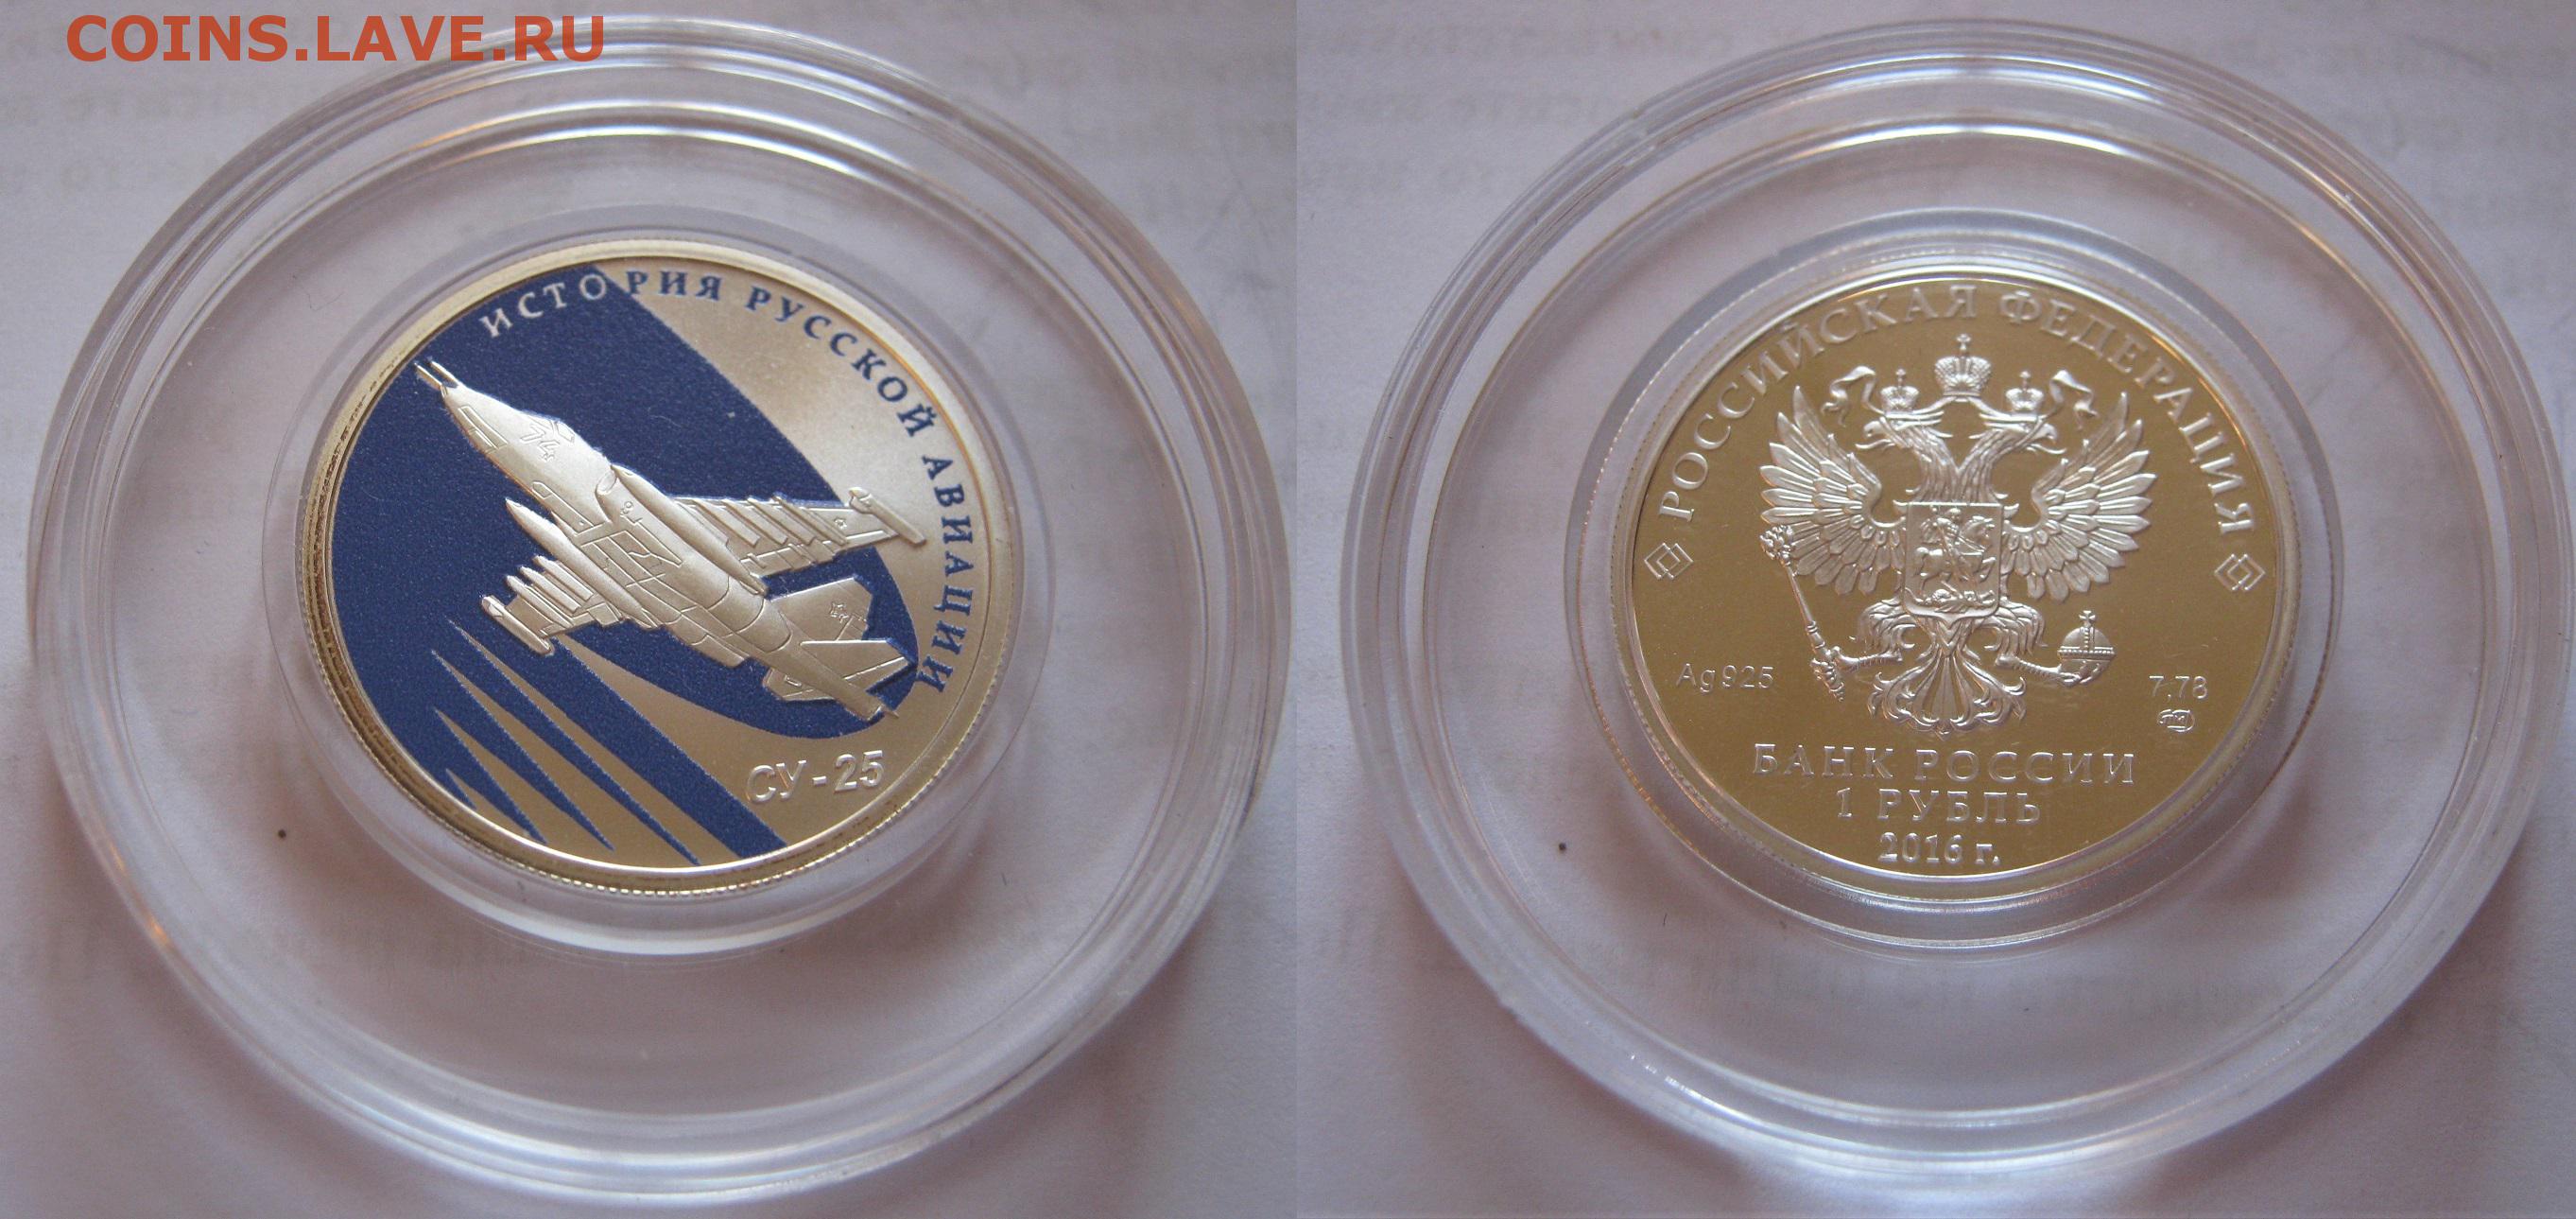 COINS.LAVE.RU
ИСТОРИЯ РУССКОЙ АВИАЦИИ
СУ-25
РОССИЙСКАЯ ФЕДЕРАЦИЯ
Ag 925
7,78
БАНК РОССИИ
1 РУБЛЬ
2016 г.